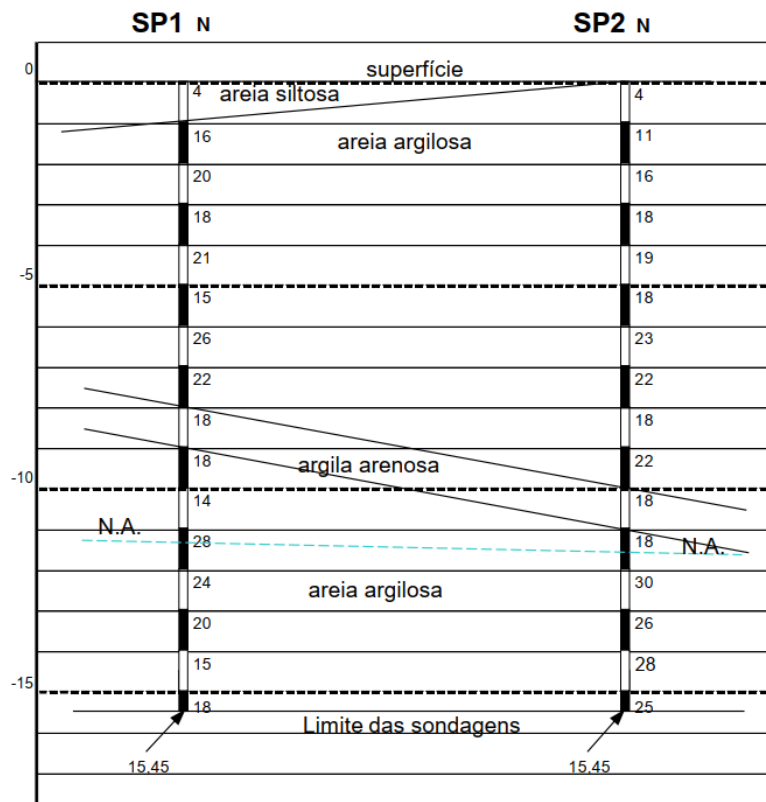 SP1 N SP2 N
0 superfície
4 areia siltosa 4
16 areia argilosa 11
20 16
18 18
21 19
-5
15 18
26 23
22 22
18 18
18 argila arenosa 22
-10
14 18
N.A.
28 18 N.A.
24 areia argilosa 30
20 26
15 28
-15
18 25
Limite das sondagens
15,45 15,45